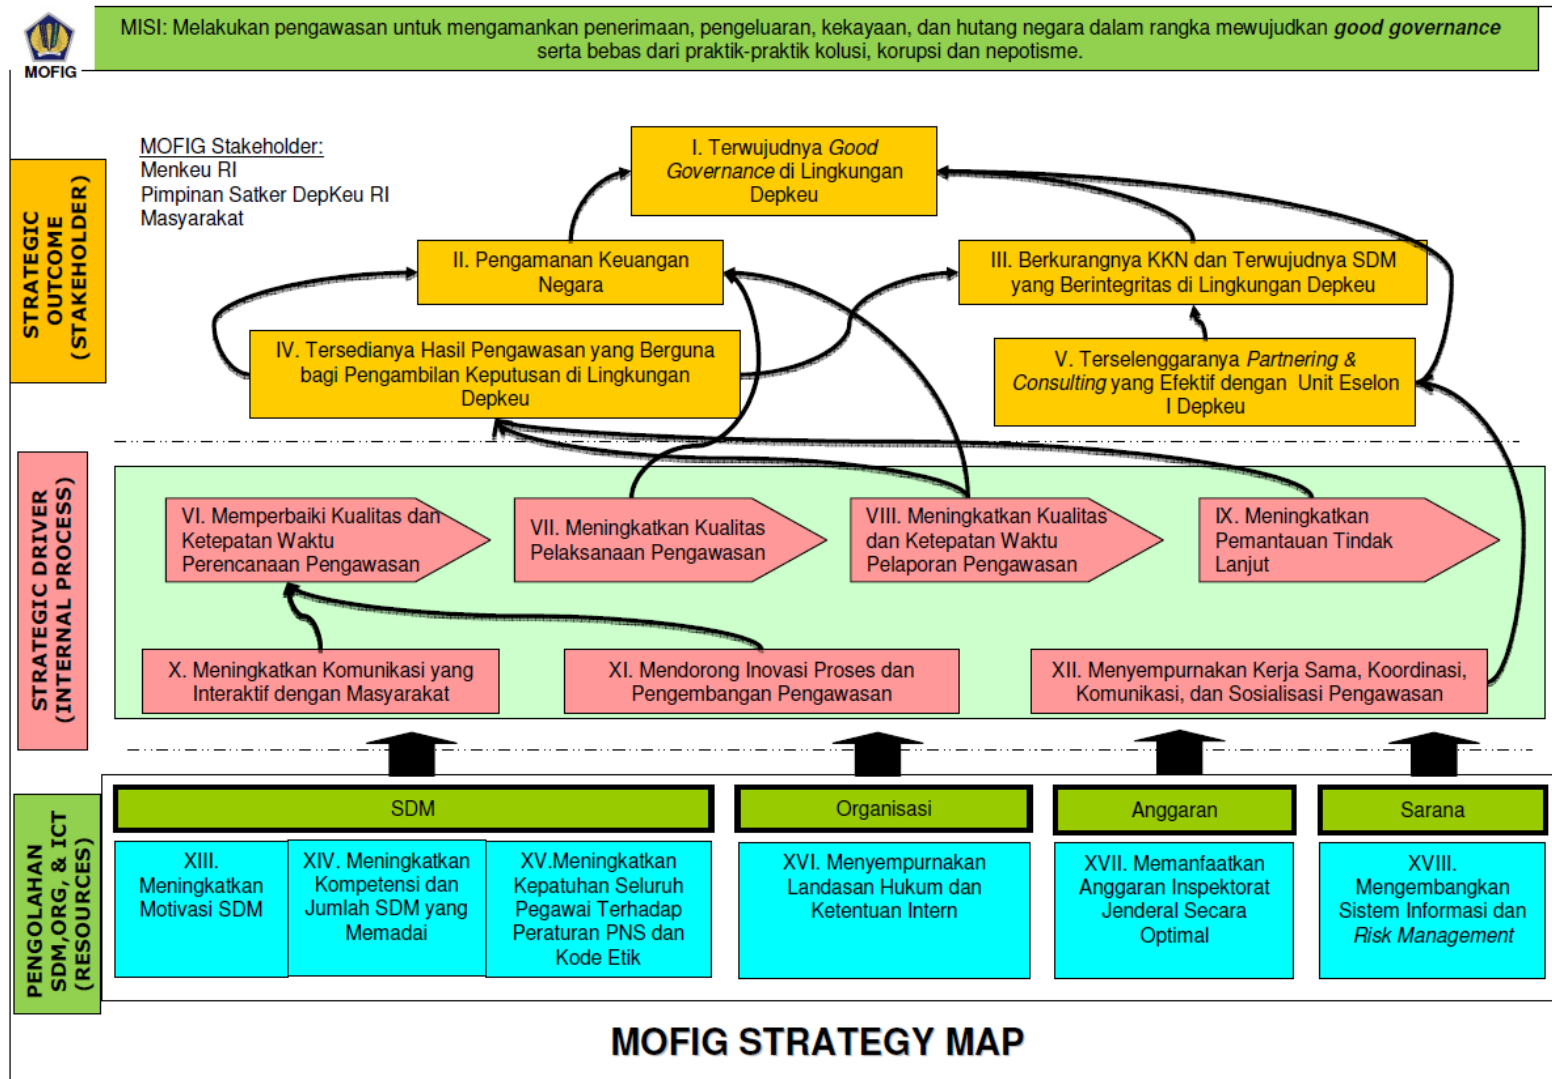 MISI: Melakukan pengawasan untuk mengamankan penerimaan, pengeluaran, kekayaan, dan hutang negara dalam rangka mewujudkan good governance
serta bebas dari praktik-praktik kolusi, korupsi dan nepotisme.
MOFIG
MOFIG Stakeholder:
Menkeu RI
Pimpinan Satker DepKeu RI
Masyarakat
STRATEGIC
OUTCOME
(STAKEHOLDER)
I. Terwujudnya Good
Governance di Lingkungan
Depkeu
II. Pengamanan Keuangan
Negara
III. Berkurangnya KKN dan Terwujudnya SDM
yang Berintegritas di Lingkungan Depkeu
IV. Tersedianya Hasil Pengawasan yang Berguna
bagi Pengambilan Keputusan di Lingkungan
Depkeu
V. Terselenggaranya Partnering &
Consulting yang Efektif dengan Unit Eselon
I Depkeu
STRATEGIC DRIVER
(INTERNAL PROCESS)
VI. Memperbaiki Kualitas dan
Ketepatan Waktu
Perencanaan Pengawasan
VII. Meningkatkan Kualitas
Pelaksanaan Pengawasan
VIII. Meningkatkan Kualitas
dan Ketepatan Waktu
Pelaporan Pengawasan
IX. Meningkatkan
Pemantauan Tindak
Lanjut
X. Meningkatkan Komunikasi yang
Interaktif dengan Masyarakat
XI. Mendorong Inovasi Proses dan
Pengembangan Pengawasan
XII. Menyempurnakan Kerja Sama, Koordinasi,
Komunikasi, dan Sosialisasi Pengawasan
PENGOLAHAN
SDM,ORG, & ICT
(RESOURCES)
SDM
Organisasi
Anggaran
Sarana
XIII.
Meningkatkan
Motivasi SDM
XIV. Meningkatkan
Kompetensi dan
Jumlah SDM yang
Memadai
XV.Meningkatkan
Kepatuhan Seluruh
Pegawai Terhadap
Peraturan PNS dan
Kode Etik
XVI. Menyempurnakan
Landasan Hukum dan
Ketentuan Intern
XVII. Memanfaatkan
Anggaran Inspektorat
Jenderal Secara
Optimal
XVIII.
Mengembangkan
Sistem Informasi dan
Risk Management
MOFIG STRATEGY MAP